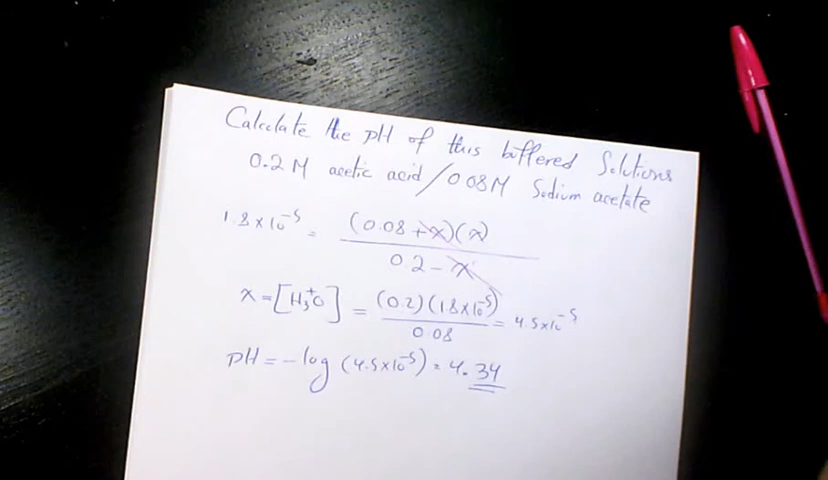 Calculate the pH of this buffered Solutions
0.2 M acetic acid / 0.08M Sodium acetate
1.8 x 10^-5 = (0.08 + x)(x) / 0.2 - x
x = [H3+O] = (0.2)(1.8x10^-5) / 0.08 = 4.5x10^-5
pH = -log (4.5x10^-5) = 4.34